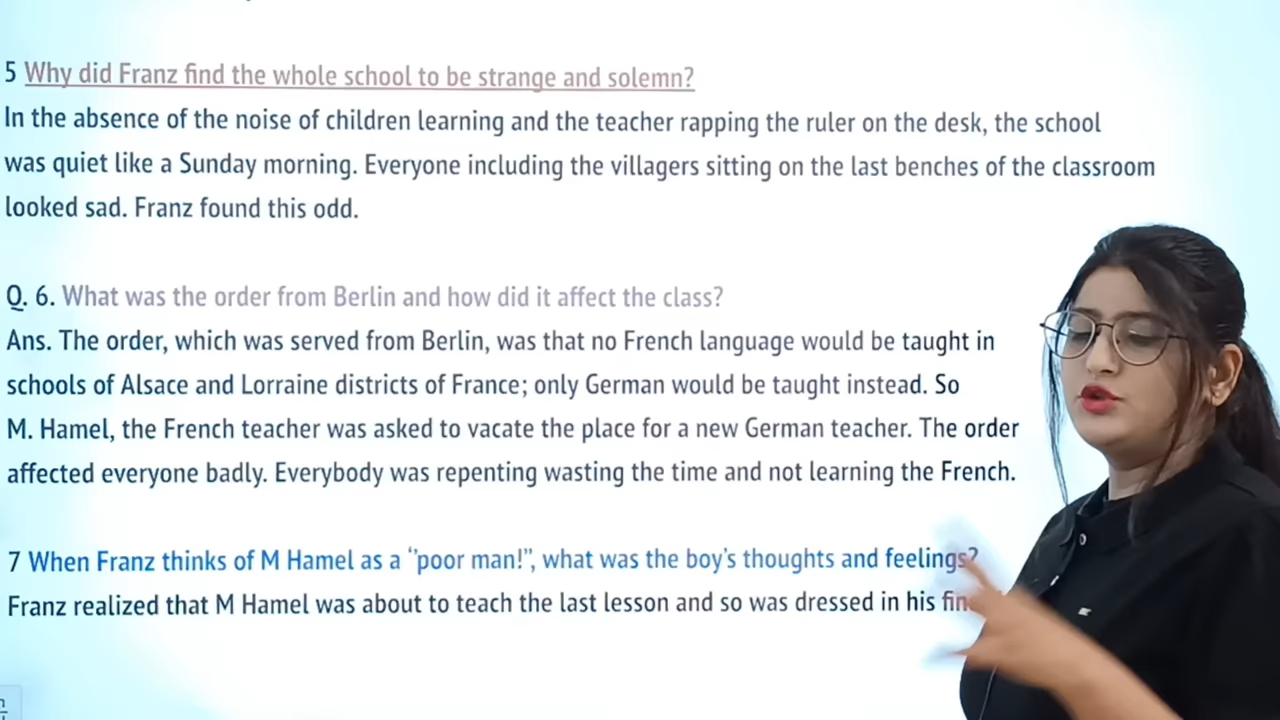 5 Why did Franz find the whole school to be strange and solemn?
In the absence of the noise of children learning and the teacher rapping the ruler on the desk, the school
was quiet like a Sunday morning. Everyone including the villagers sitting on the last benches of the classroom
looked sad. Franz found this odd.
Q. 6. What was the order from Berlin and how did it affect the class?
Ans. The order, which was served from Berlin, was that no French language would be taught in
schools of Alsace and Lorraine districts of France; only German would be taught instead. So
M. Hamel, the French teacher was asked to vacate the place for a new German teacher. The order
affected everyone badly. Everybody was repenting wasting the time and not learning the French.
7 When Franz thinks of M Hamel as a “poor man!”, what was the boy's thoughts and feelings?
Franz realized that M Hamel was about to teach the last lesson and so was dressed in his